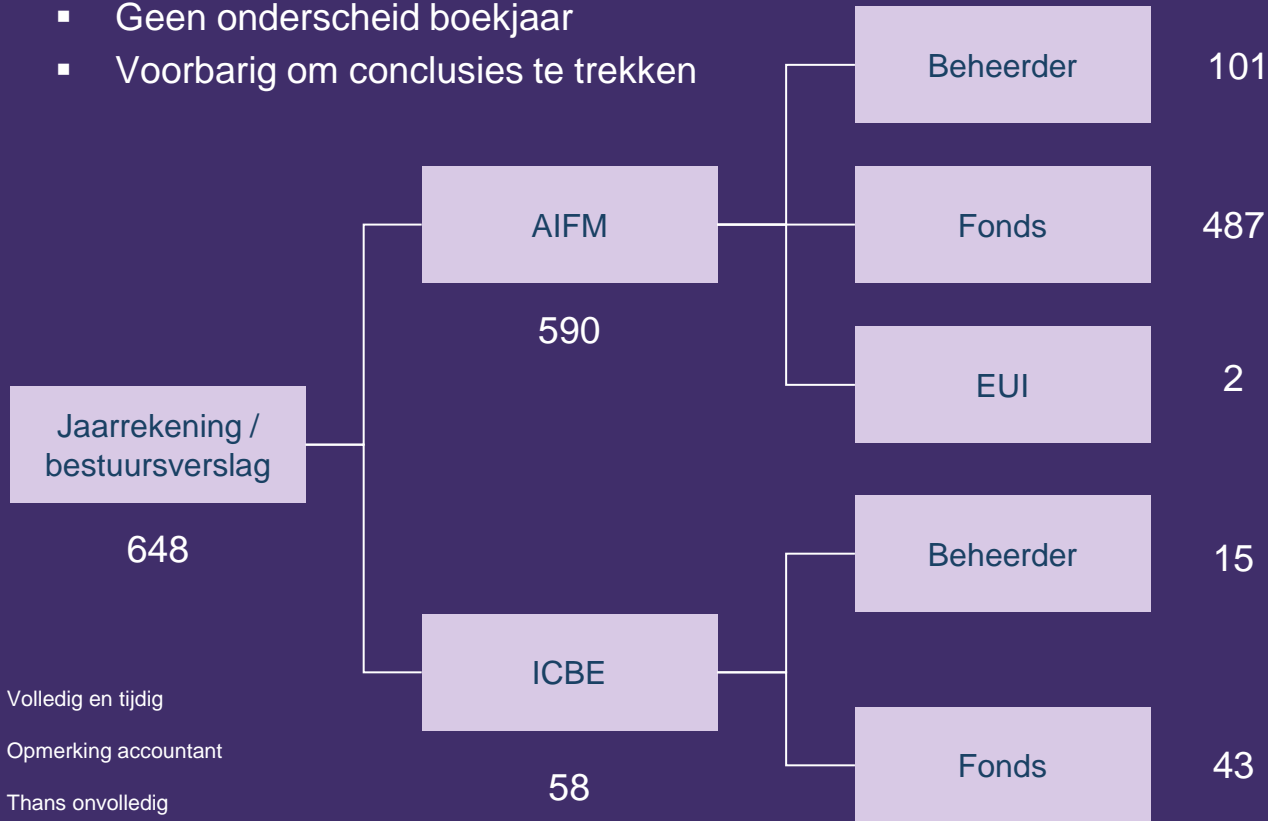 Geen onderscheid boekjaar
Voorbarig om conclusies te trekken
Beheerder
101
AIFM
590
Fonds
487
EUI
2
Jaarrekening /
bestuursverslag
648
Beheerder
15
ICBE
58
Fonds
43
Volledig en tijdig
Opmerking accountant
Thans onvolledig